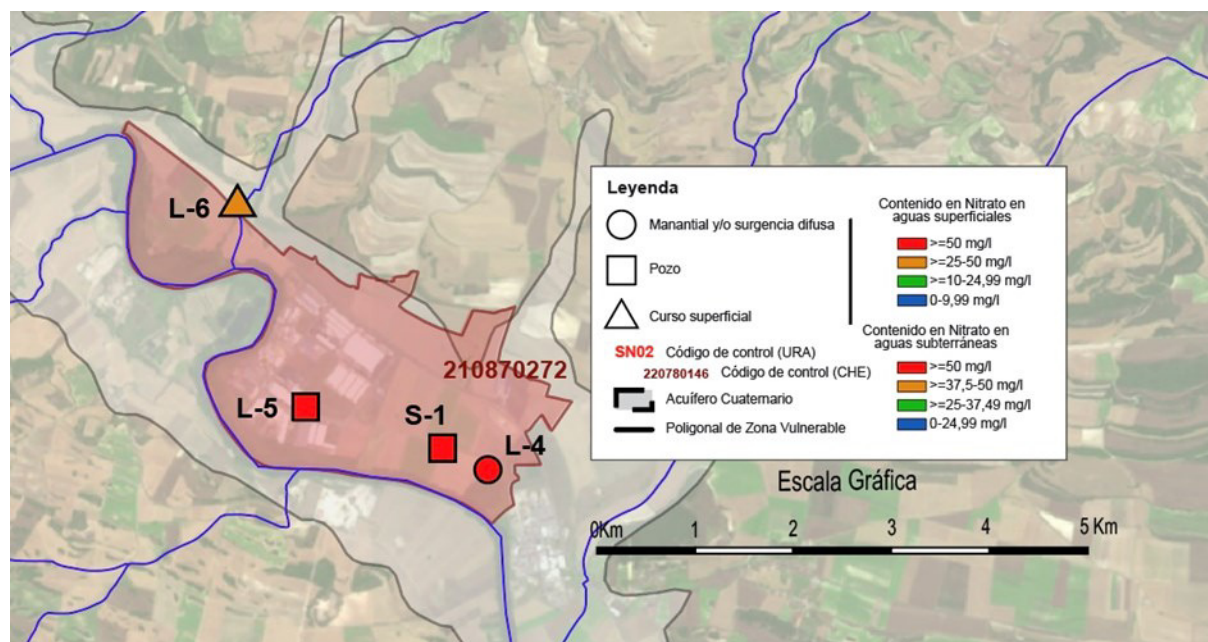 L-6
210870272
L-5
S-1
L-4
Leyenda
Manantial y/o surgencia difusa
Pozo
Curso superficial
SN02 Código de control (URA)
220780146 Código de control (CHE)
Acuífero Cuaternario
Poligonal de Zona Vulnerable
Contenido en Nitrato en
aguas superficiales
>=50 mg/l
>=25-50 mg/l
>=10-24,99 mg/l
0-9,99 mg/l
Contenido en Nitrato en
aguas subterráneas
>=50 mg/l
>=37,5-50 mg/l
>=25-37,49 mg/l
0-24,99 mg/l
Escala Gráfica
0Km 1 2 3 4 5 Km